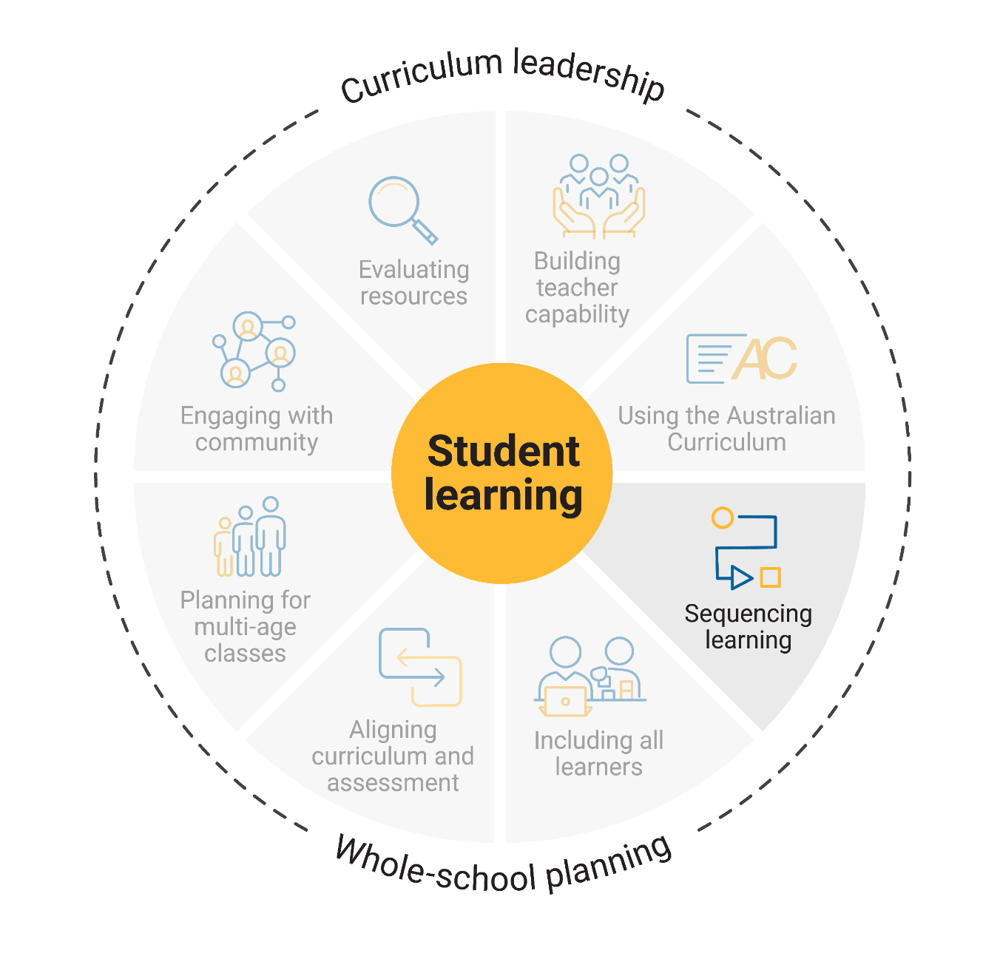 Curriculum leadership
Evaluating
resources
Building
teacher
capability
Engaging with
community
AC
Using the Australian
Curriculum
Student
learning
Planning for
multi-age
classes
Sequencing
learning
Aligning
curriculum and
assessment
Including all
learners
Whole-school planning